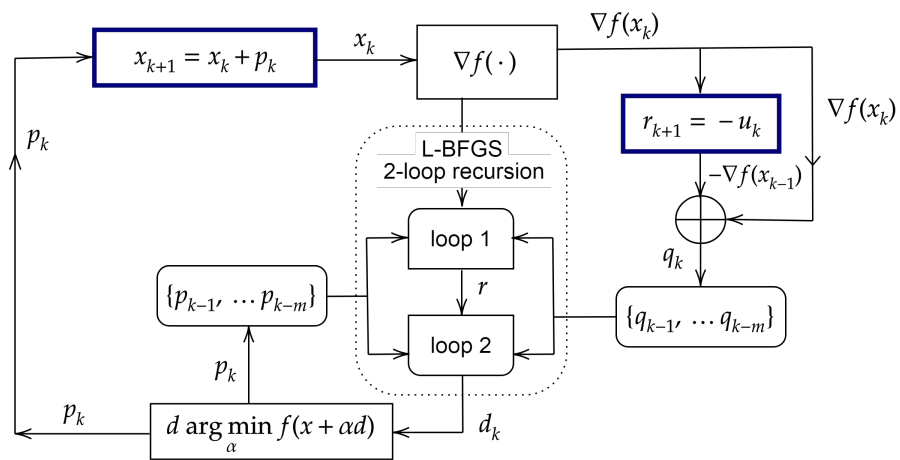 x_{k+1} = x_k + p_k
x_k
∇f(·)
∇f(x_k)
∇f(x_k)
r_{k+1} = −u_k
−∇f(x_{k−1})
q_k
p_k
L-BFGS
2-loop recursion
loop 1
r
loop 2
{p_{k−1}, … p_{k−m}}
{q_{k−1}, … q_{k−m}}
p_k
p_k
d arg min f(x + αd)
α
d_k